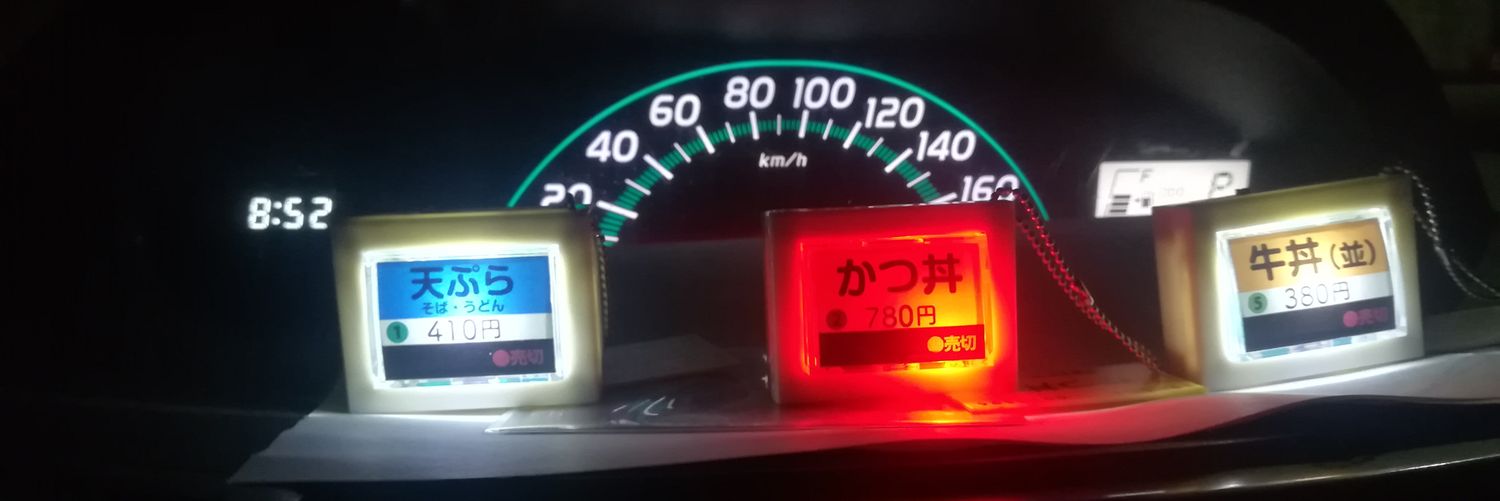 8:52
20
40
60
80
100
120
140
160
km/h
F
P
天ぷら
そば・うどん
1 410円
売切
かつ丼
780円
売切
牛丼(並)
5 380円
売切